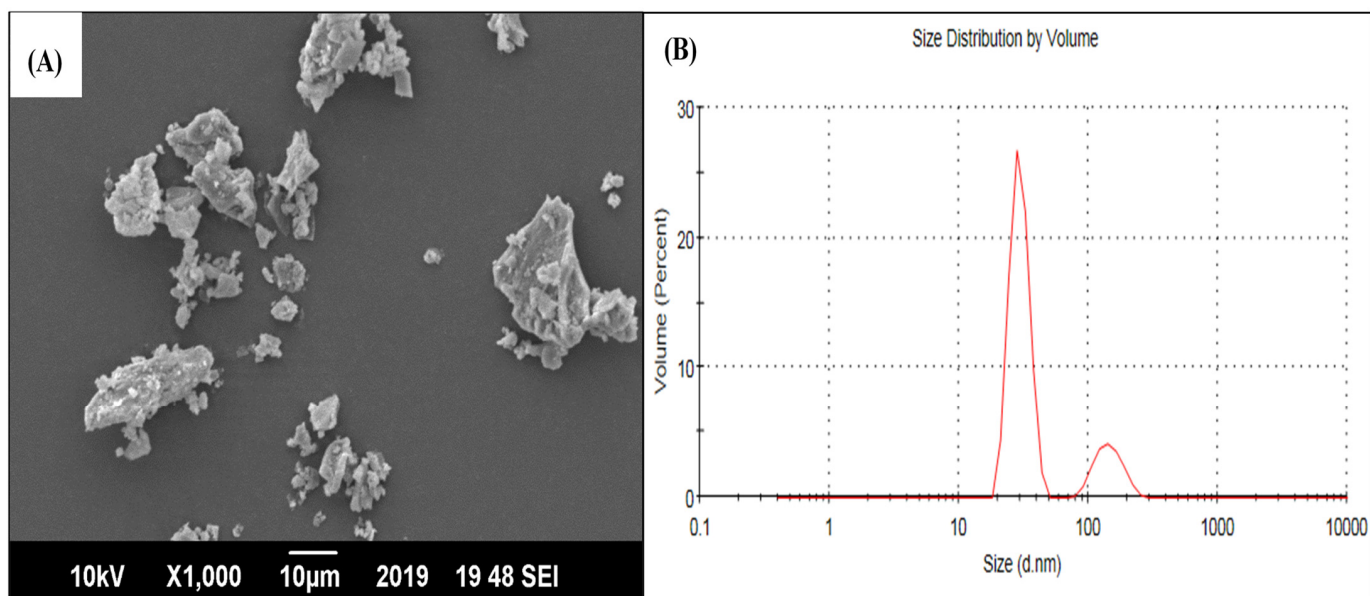 (A)
10kV X1,000 10μm 2019 19 48 SEI
(B)
Size Distribution by Volume
Volume (Percent)
30
20
10
0
0.1 1 10 100 1000 10000
Size (d.nm)